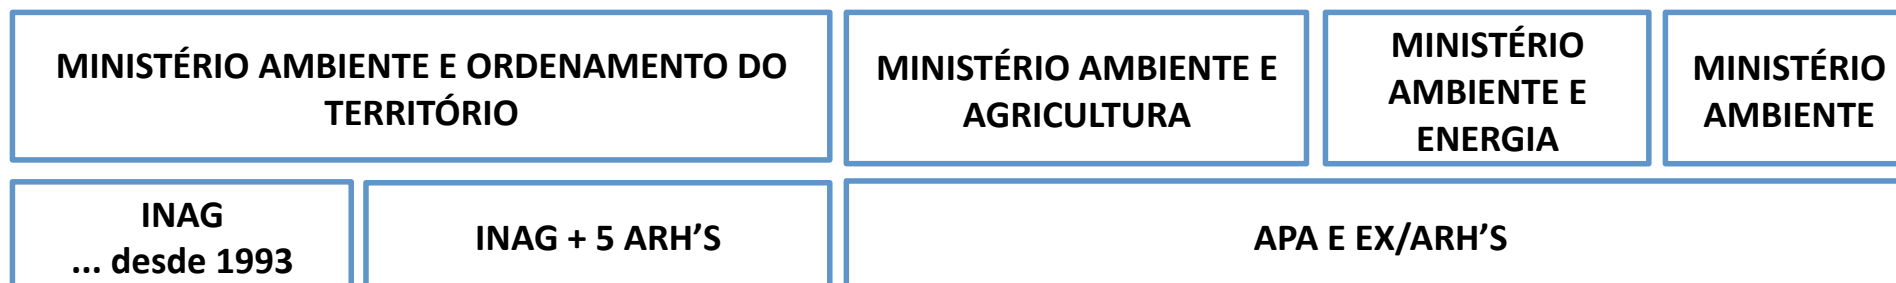 MINISTÉRIO AMBIENTE E ORDENAMENTO DO
TERRITÓRIO
MINISTÉRIO AMBIENTE E
AGRICULTURA
MINISTÉRIO
AMBIENTE E
ENERGIA
MINISTÉRIO
AMBIENTE
INAG
... desde 1993
INAG + 5 ARH’S
APA E EX/ARH’S